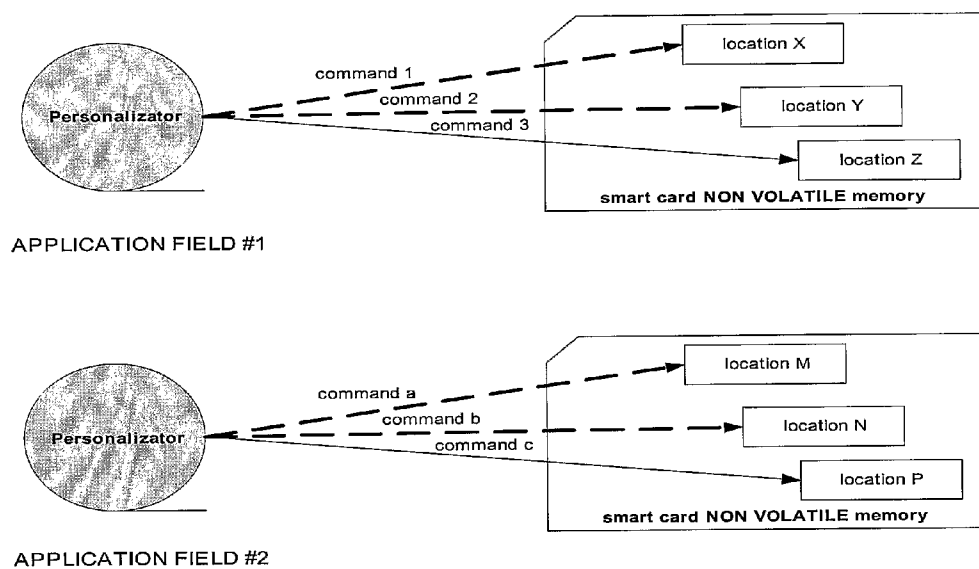 location X
command 1
command 2
location Y
Personalizator
command 3
location Z
smart card NON VOLATILE memory
APPLICATION FIELD #1
location M
command a
command b
location N
Personalizator
command c
location P
smart card NON VOLATILE memory
APPLICATION FIELD #2